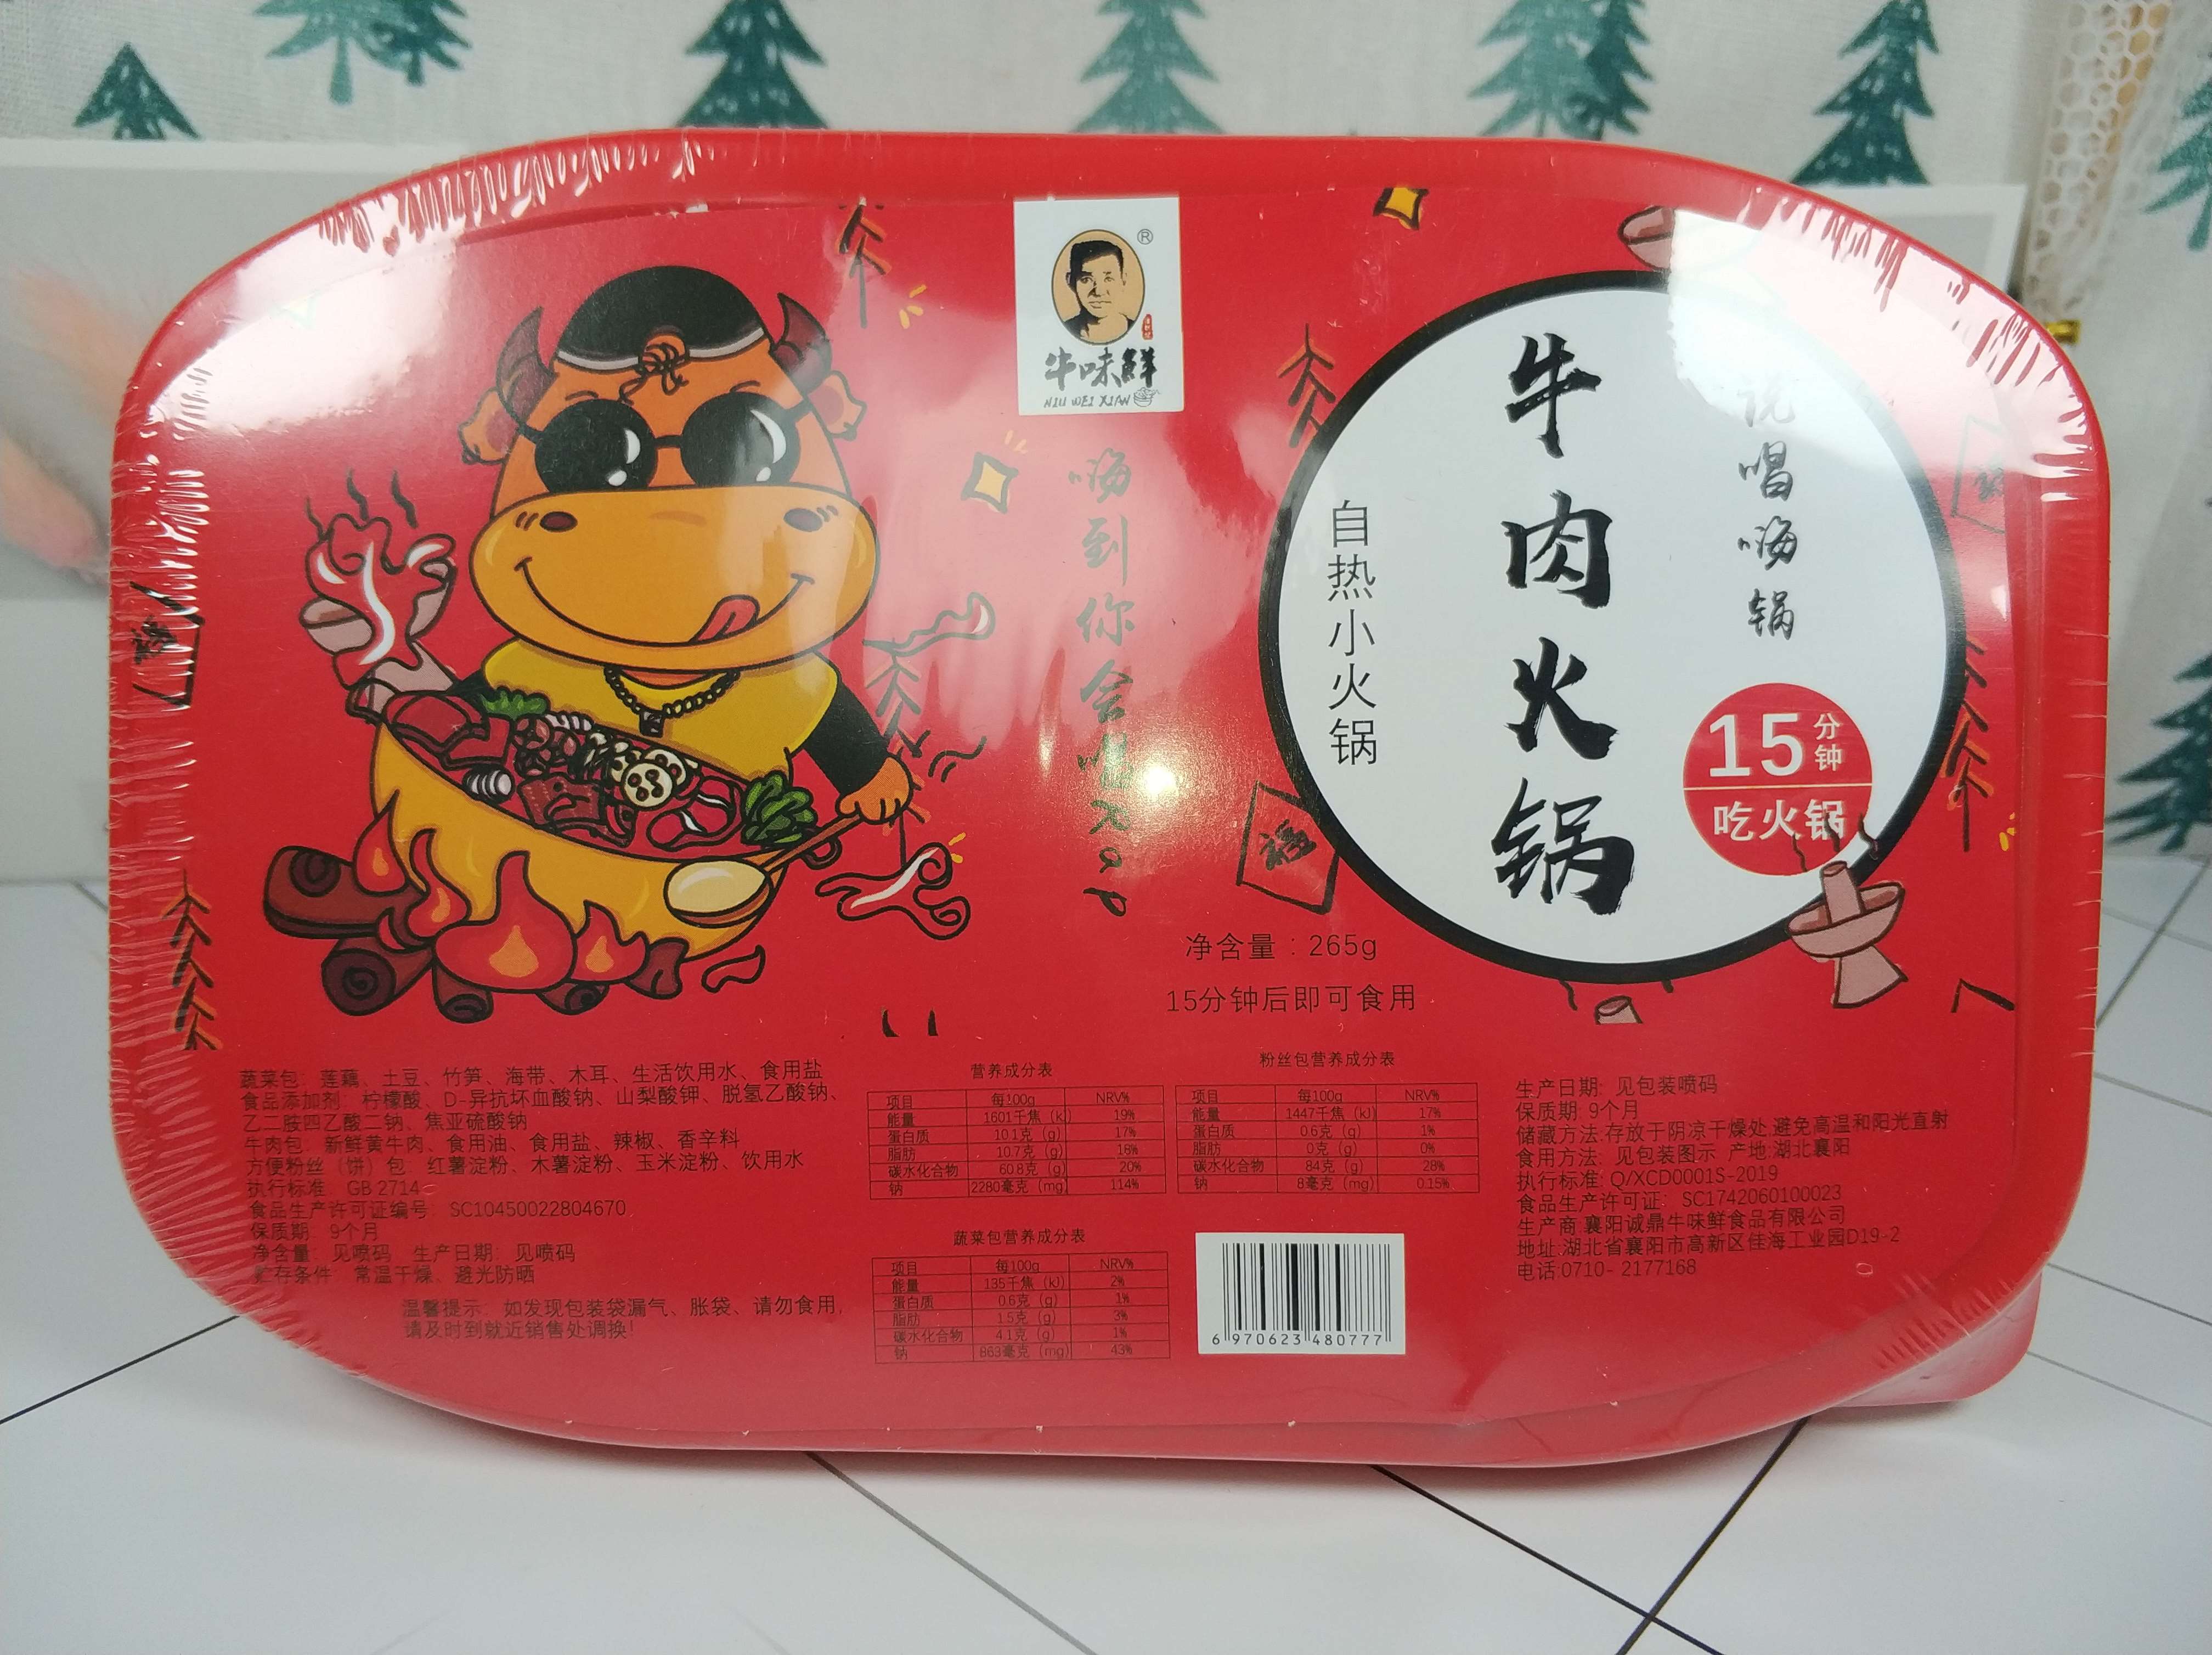 牛味鲜
NIU WEI XIAN
嗨到你会唱Rap
说唱嗨锅
牛肉火锅
自热小火锅
15分钟
吃火锅
福
净含量：265g
15分钟后即可食用
蔬菜包：莲藕、土豆、竹笋、海带、木耳、生活饮用水、食用盐
食品添加剂：柠檬酸、D-异抗坏血酸钠、山梨酸钾、脱氢乙酸钠、
乙二胺四乙酸二钠、焦亚硫酸钠
牛肉包：新鲜黄牛肉、食用油、食用盐、辣椒、香辛料
方便粉丝（饼）包：红薯淀粉、木薯淀粉、玉米淀粉、饮用水
执行标准：GB 2714
食品生产许可证编号：SC10450022804670
保质期：9个月
净含量：见喷码 生产日期：见喷码
贮存条件：常温干燥、避光防晒
温馨提示：如发现包装袋漏气、胀袋、请勿食用，
请及时到就近销售处调换！
营养成分表
项目 每100g NRV%
能量 1601千焦（kJ） 19%
蛋白质 10.1克（g） 17%
脂肪 10.7克（g） 18%
碳水化合物 60.8克（g） 20%
钠 2280毫克（mg） 114%
粉丝包营养成分表
项目 每100g NRV%
能量 1447千焦（kJ） 17%
蛋白质 0.6克（g） 1%
脂肪 0克（g） 0%
碳水化合物 84克（g） 28%
钠 8毫克（mg） 0.15%
蔬菜包营养成分表
项目 每100g NRV%
能量 135千焦（kJ） 2%
蛋白质 0.6克（g） 1%
脂肪 1.5克（g） 3%
碳水化合物 4.1克（g） 1%
钠 863毫克（mg） 43%
6 970623 480777
生产日期：见包装喷码
保质期：9个月
储藏方法:存放于阴凉干燥处,避免高温和阳光直射
食用方法：见包装图示 产地:湖北襄阳
执行标准: Q/XCD0001S-2019
食品生产许可证：SC1742060100023
生产商:襄阳诚鼎牛味鲜食品有限公司
地址:湖北省襄阳市高新区佳海工业园D19-2
电话:0710- 2177168